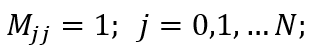 M_{jj} = 1;  j = 0,1, … N;